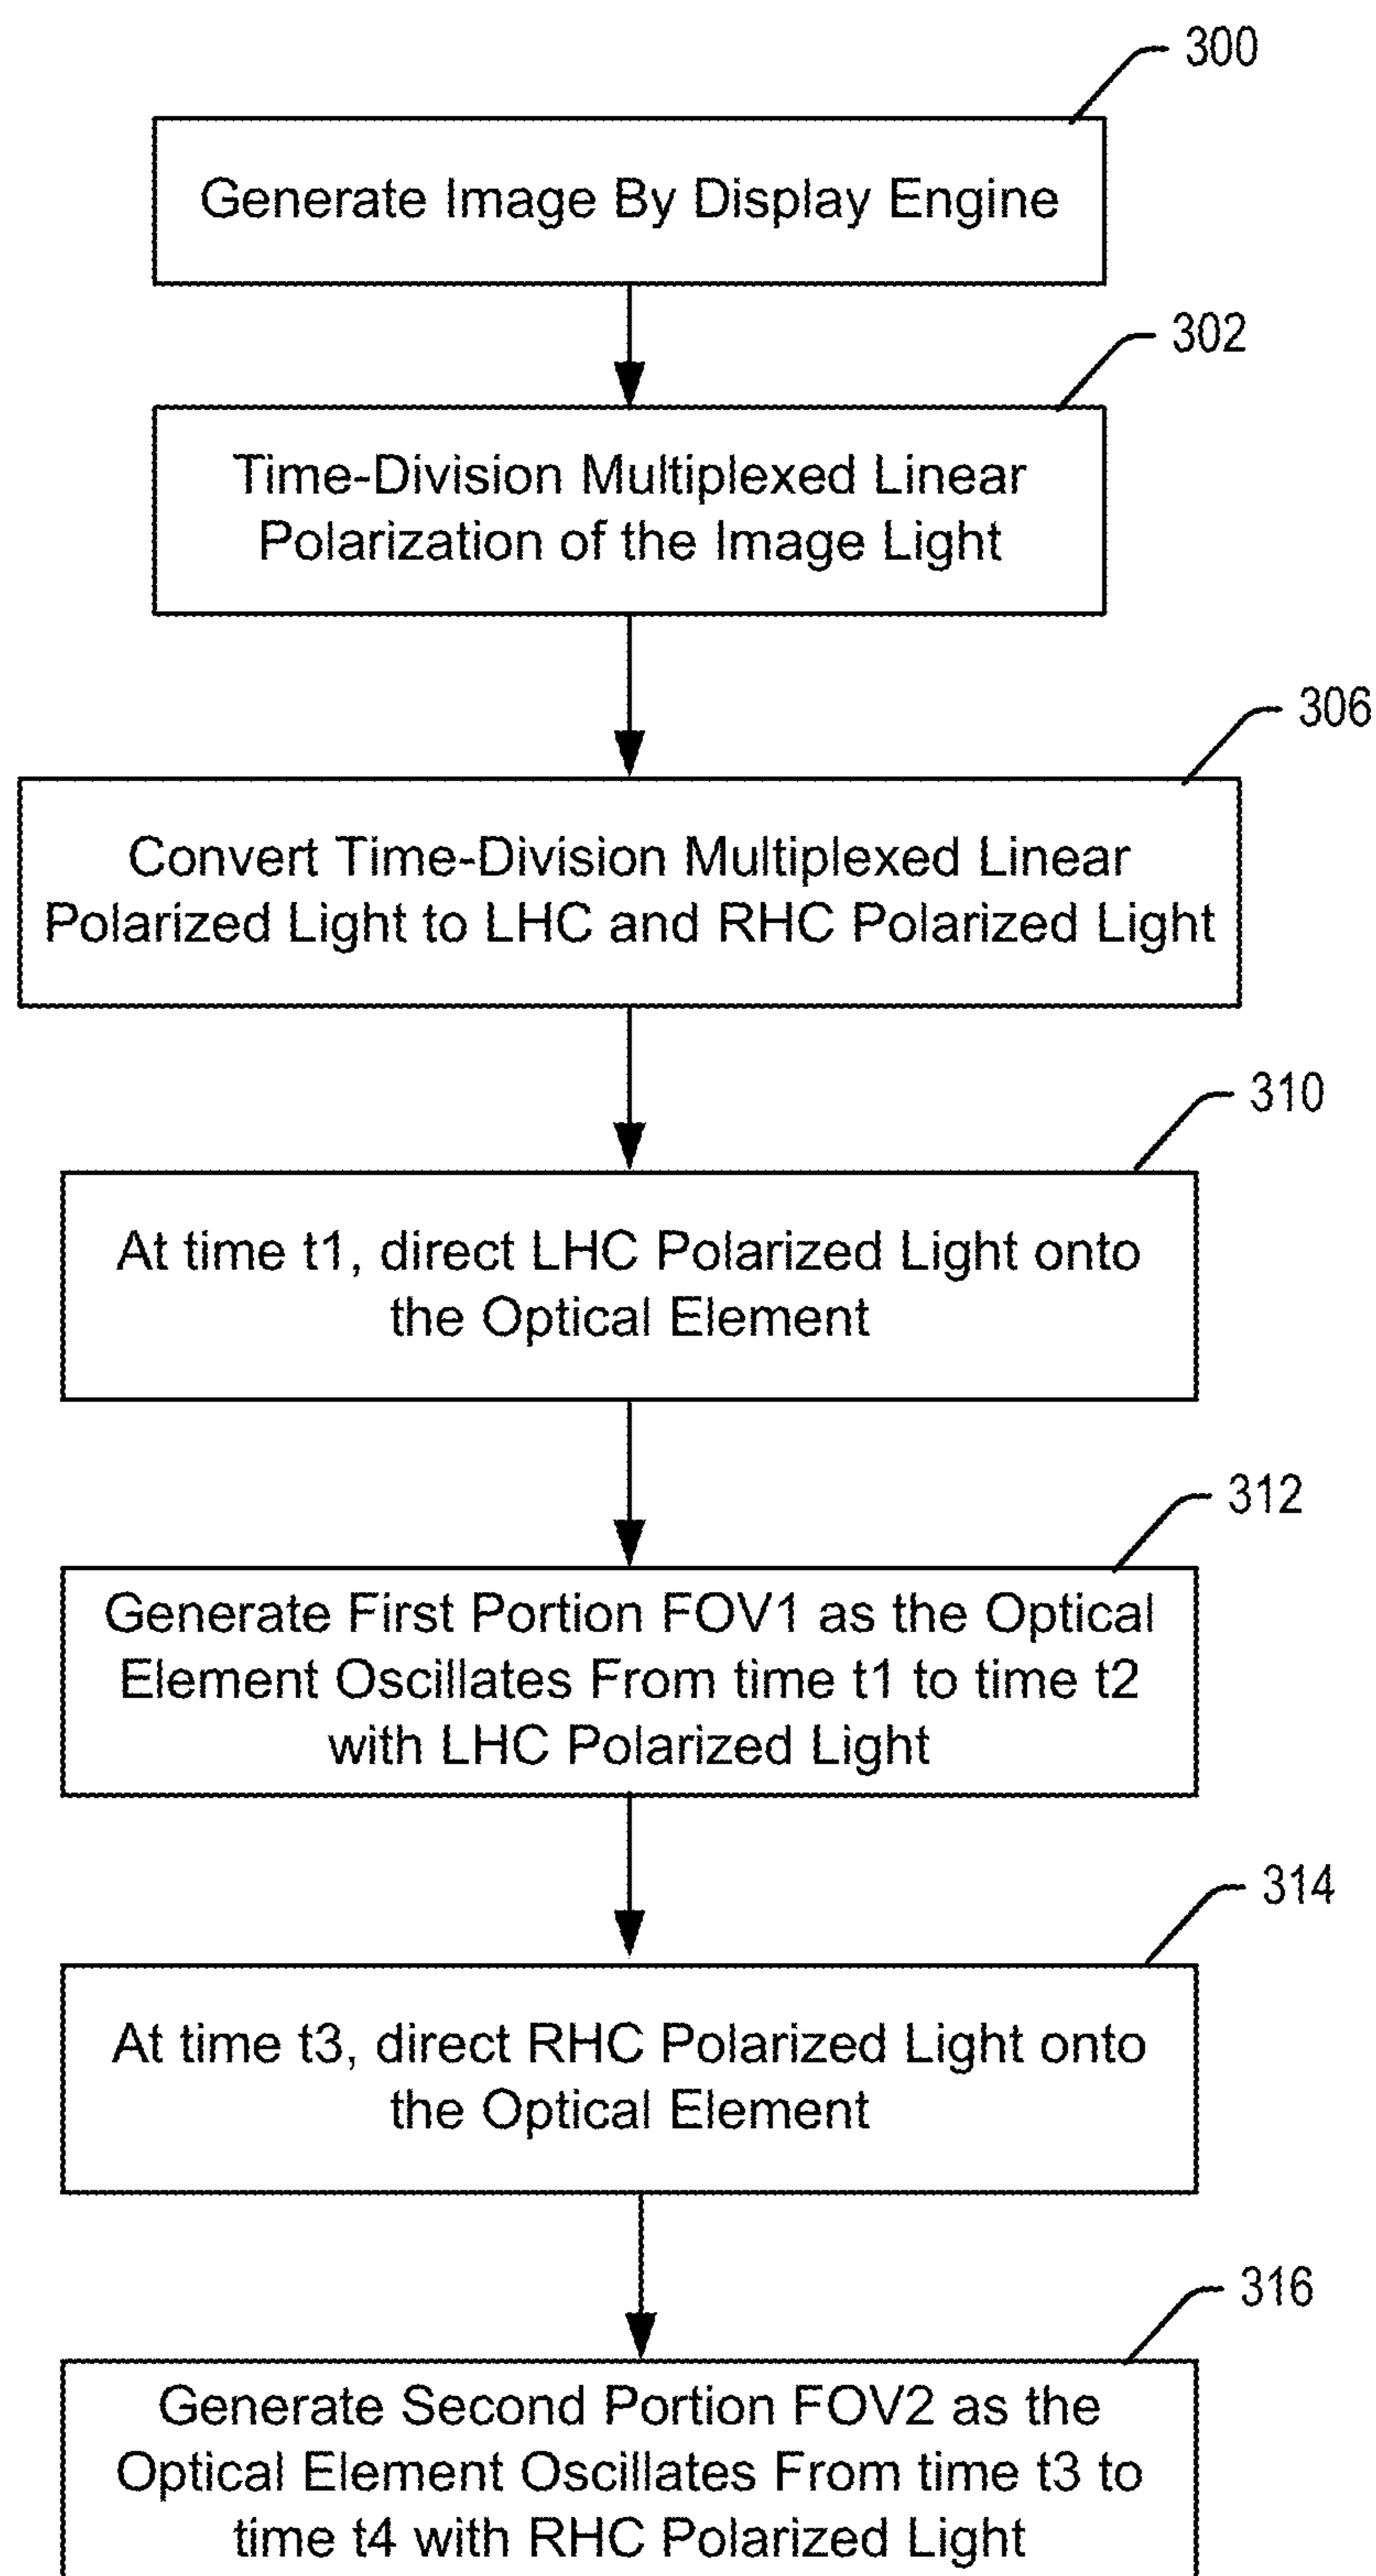 300
Generate Image By Display Engine
302
Time-Division Multiplexed Linear
Polarization of the Image Light
306
Convert Time-Division Multiplexed Linear
Polarized Light to LHC and RHC Polarized Light
310
At time t1, direct LHC Polarized Light onto
the Optical Element
312
Generate First Portion FOV1 as the Optical
Element Oscillates From time t1 to time t2
with LHC Polarized Light
314
At time t3, direct RHC Polarized Light onto
the Optical Element
316
Generate Second Portion FOV2 as the
Optical Element Oscillates From time t3 to
time t4 with RHC Polarized Light